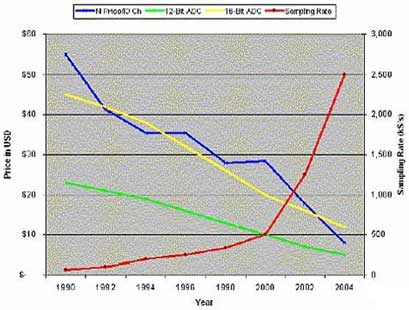 NI Price/IO Ch 12-Bit ADC 16-Bit ADC Sampling Rate
$60 3,000
$50 2,500
$40 2,000
$30 1,500
$20 1,000
$10 500
$- 0
Price in USD
Sampling Rate (kS/s)
1990 1992 1994 1996 1998 2000 2002 2004
Year